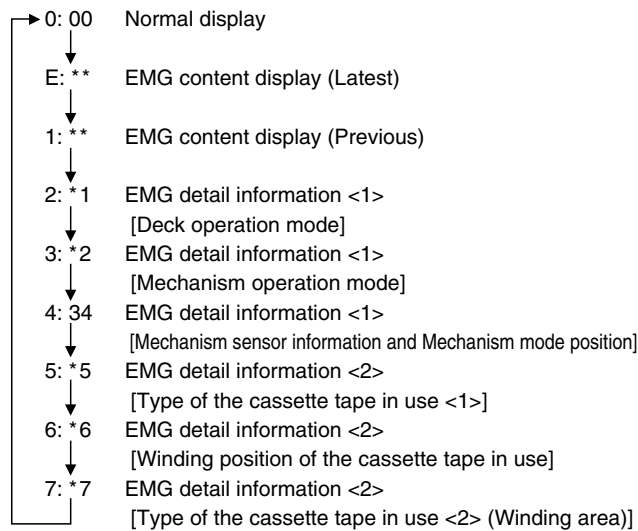 0: 00 Normal display
E: ** EMG content display (Latest)
1: ** EMG content display (Previous)
2: *1 EMG detail information <1>
[Deck operation mode]
3: *2 EMG detail information <1>
[Mechanism operation mode]
4: 34 EMG detail information <1>
[Mechanism sensor information and Mechanism mode position]
5: *5 EMG detail information <2>
[Type of the cassette tape in use <1>]
6: *6 EMG detail information <2>
[Winding position of the cassette tape in use]
7: *7 EMG detail information <2>
[Type of the cassette tape in use <2> (Winding area)]